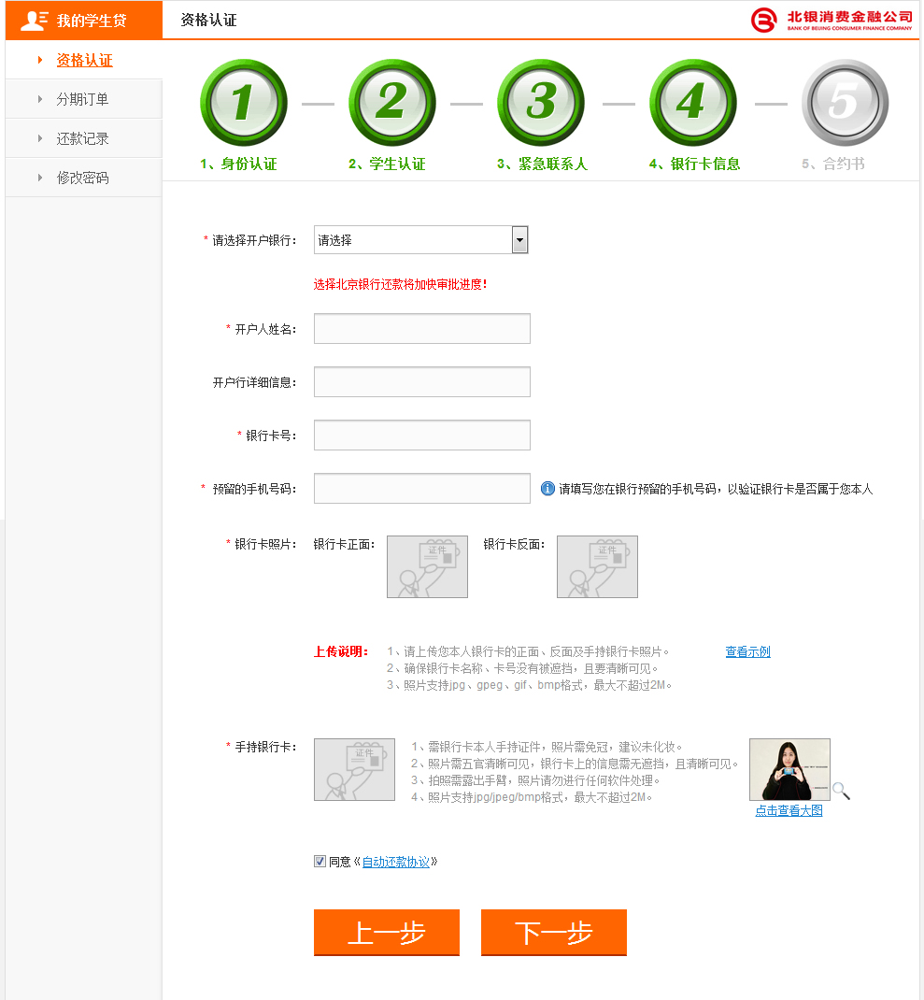 我的学生贷
资格认证
北银消费金融公司
BANK OF BEIJING CONSUMER FINANCE COMPANY
资格认证
分期订单
还款记录
修改密码
1
2
3
4
5
1、身份认证
2、学生认证
3、紧急联系人
4、银行卡信息
5、合约书
* 请选择开户银行：
请选择
选择北京银行还款将加快审批进度！
* 开户人姓名：
开户行详细信息：
* 银行卡号：
* 预留的手机号码：
请填写您在银行预留的手机号码，以验证银行卡是否属于您本人
* 银行卡照片：
银行卡正面：
证件
银行卡反面：
证件
上传说明：
1、请上传您本人银行卡的正面、反面及手持银行卡照片。
查看示例
2、确保银行卡名称、卡号没有被遮挡，且要清晰可见。
3、照片支持jpg、gpeg、gif、bmp格式，最大不超过2M。
* 手持银行卡：
证件
1、需银行卡本人手持证件，照片需免冠，建议未化妆。
2、照片需五官清晰可见，银行卡上的信息需无遮挡，且清晰可见。
3、拍照需露出手臂，照片请勿进行任何软件处理。
4、照片支持jpg/jpeg/bmp格式，最大不超过2M。
点击查看大图
同意《自动还款协议》
上一步
下一步